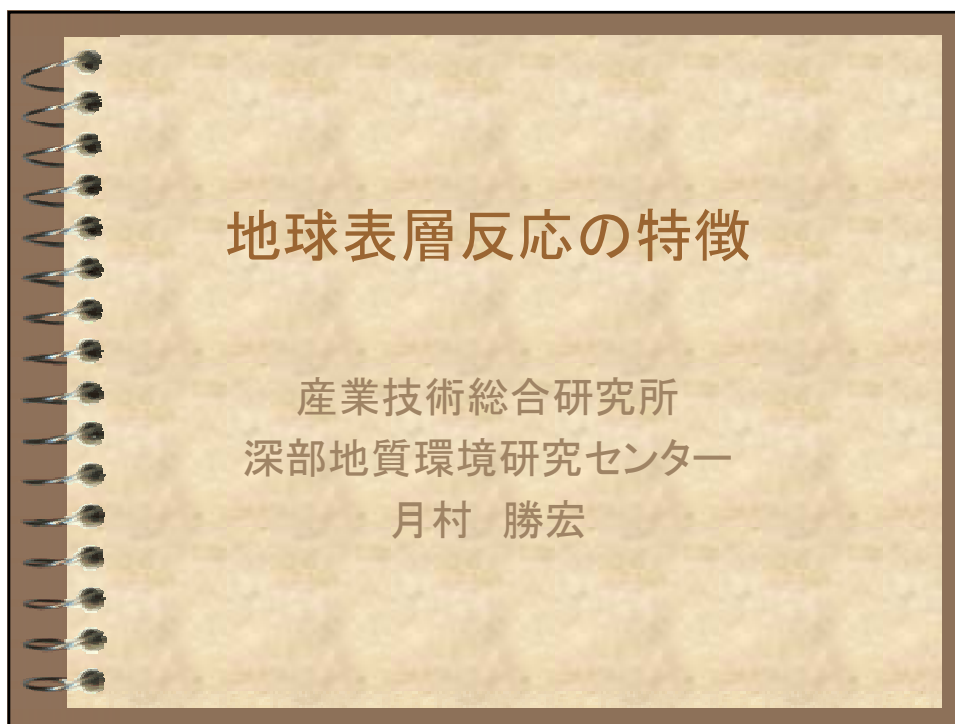 地球表層反応の特徴
産業技術総合研究所
深部地質環境研究センター
月村　勝宏